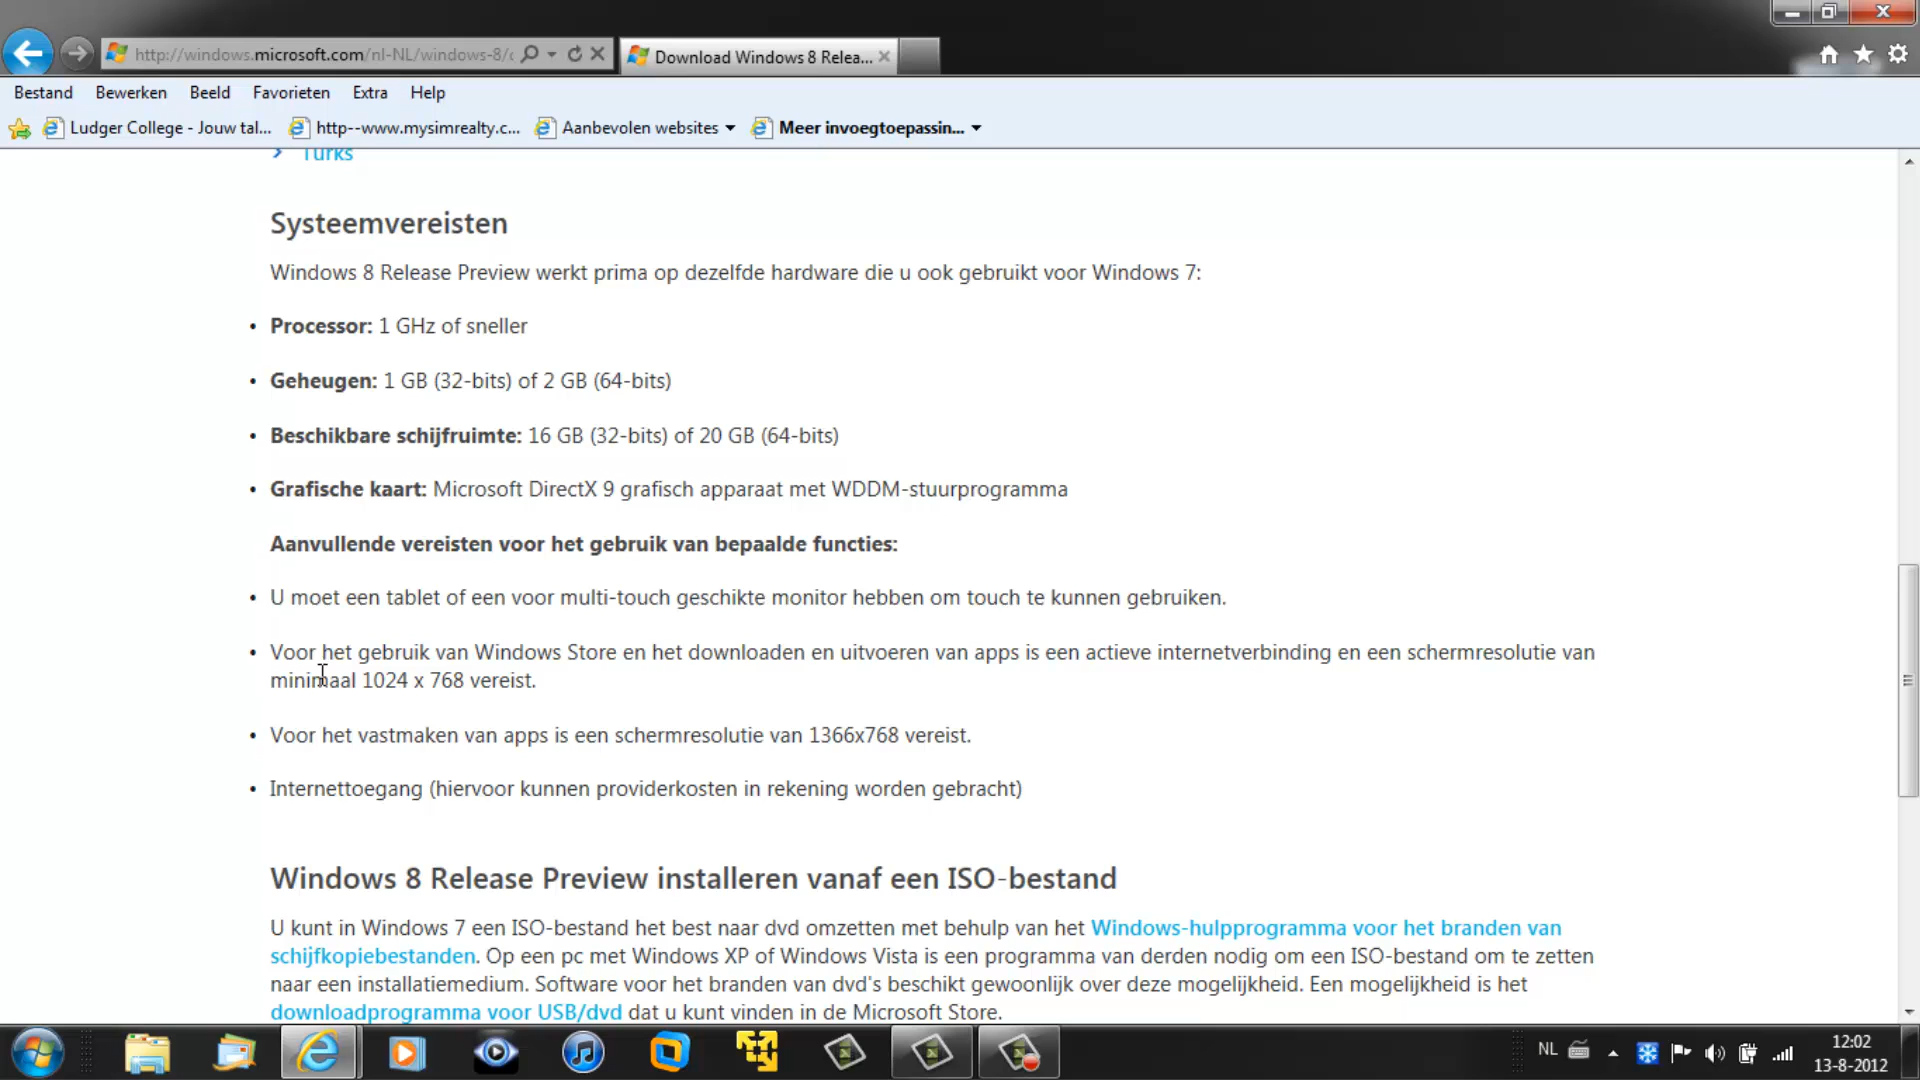 http://windows.microsoft.com/nl-NL/windows-8/
Download Windows 8 Relea...
Bestand Bewerken Beeld Favorieten Extra Help
Ludger College - Jouw tal... http--www.mysimrealty.c... Aanbevolen websites Meer invoegtoepassin...
Turks
Systeemvereisten
Windows 8 Release Preview werkt prima op dezelfde hardware die u ook gebruikt voor Windows 7:
• Processor: 1 GHz of sneller
• Geheugen: 1 GB (32-bits) of 2 GB (64-bits)
• Beschikbare schijfruimte: 16 GB (32-bits) of 20 GB (64-bits)
• Grafische kaart: Microsoft DirectX 9 grafisch apparaat met WDDM-stuurprogramma
Aanvullende vereisten voor het gebruik van bepaalde functies:
• U moet een tablet of een voor multi-touch geschikte monitor hebben om touch te kunnen gebruiken.
• Voor het gebruik van Windows Store en het downloaden en uitvoeren van apps is een actieve internetverbinding en een schermresolutie van
minimaal 1024 x 768 vereist.
• Voor het vastmaken van apps is een schermresolutie van 1366x768 vereist.
• Internettoegang (hiervoor kunnen providerkosten in rekening worden gebracht)
Windows 8 Release Preview installeren vanaf een ISO-bestand
U kunt in Windows 7 een ISO-bestand het best naar dvd omzetten met behulp van het Windows-hulpprogramma voor het branden van
schijfkopiebestanden. Op een pc met Windows XP of Windows Vista is een programma van derden nodig om een ISO-bestand om te zetten
naar een installatiemedium. Software voor het branden van dvd's beschikt gewoonlijk over deze mogelijkheid. Een mogelijkheid is het
downloadprogramma voor USB/dvd dat u kunt vinden in de Microsoft Store.
NL
12:02
13-8-2012